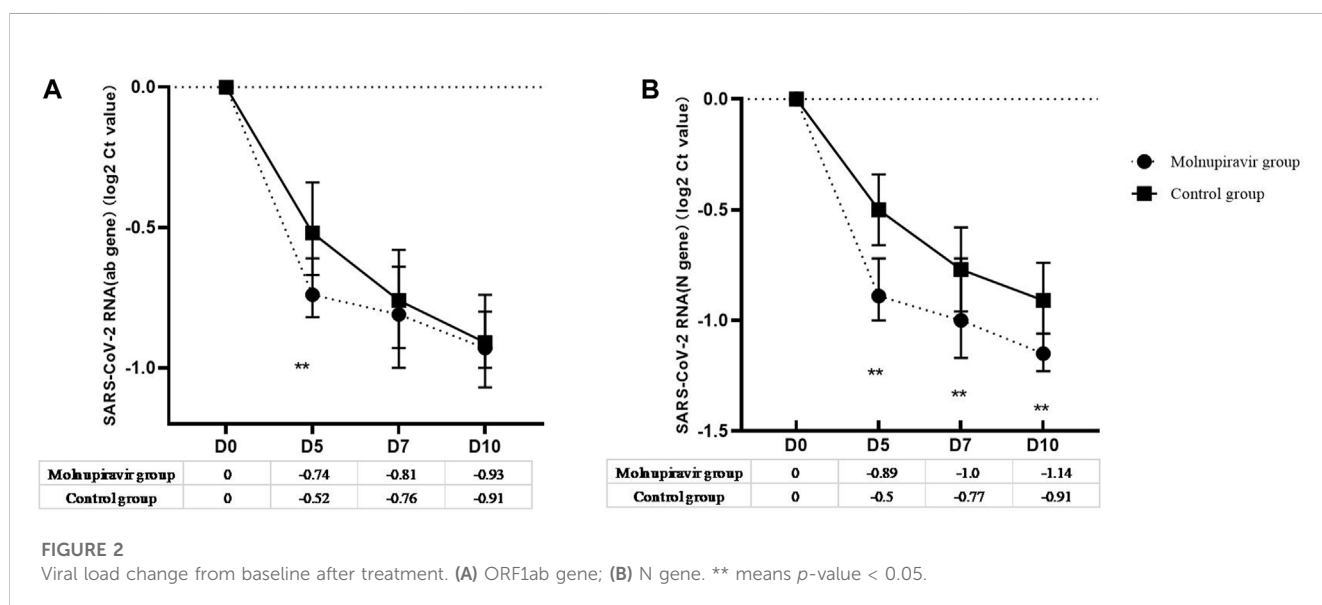 A
B
SARS-CoV-2 RNA(ab gene) (log2 Ct value)
0.0
-0.5
-1.0
D0 D5 D7 D10
Molnupiravir group 0 -0.74 -0.81 -0.93
Control group 0 -0.52 -0.76 -0.91
**
SARS-CoV-2 RNA(N gene) (log2 Ct value)
0.0
-0.5
-1.0
-1.5
D0 D5 D7 D10
** ** **
Molnupiravir group 0 -0.89 -1.0 -1.14
Control group 0 -0.5 -0.77 -0.91
Molnupiravir group
Control group
FIGURE 2
Viral load change from baseline after treatment. (A) ORF1ab gene; (B) N gene. ** means p-value < 0.05.